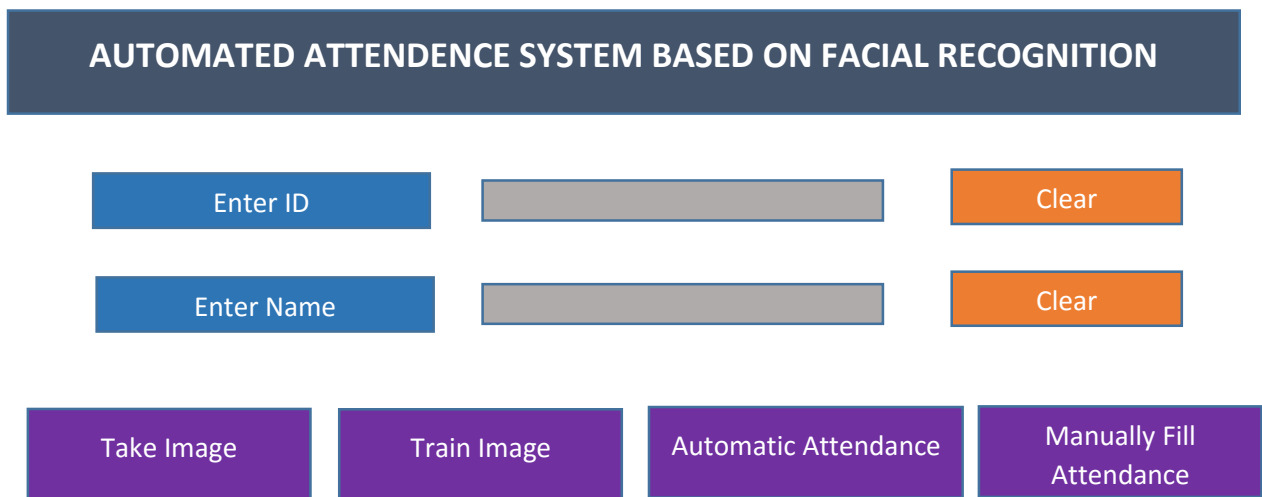 AUTOMATED ATTENDENCE SYSTEM BASED ON FACIAL RECOGNITION
Enter ID
Clear
Enter Name
Clear
Take Image
Train Image
Automatic Attendance
Manually Fill
Attendance